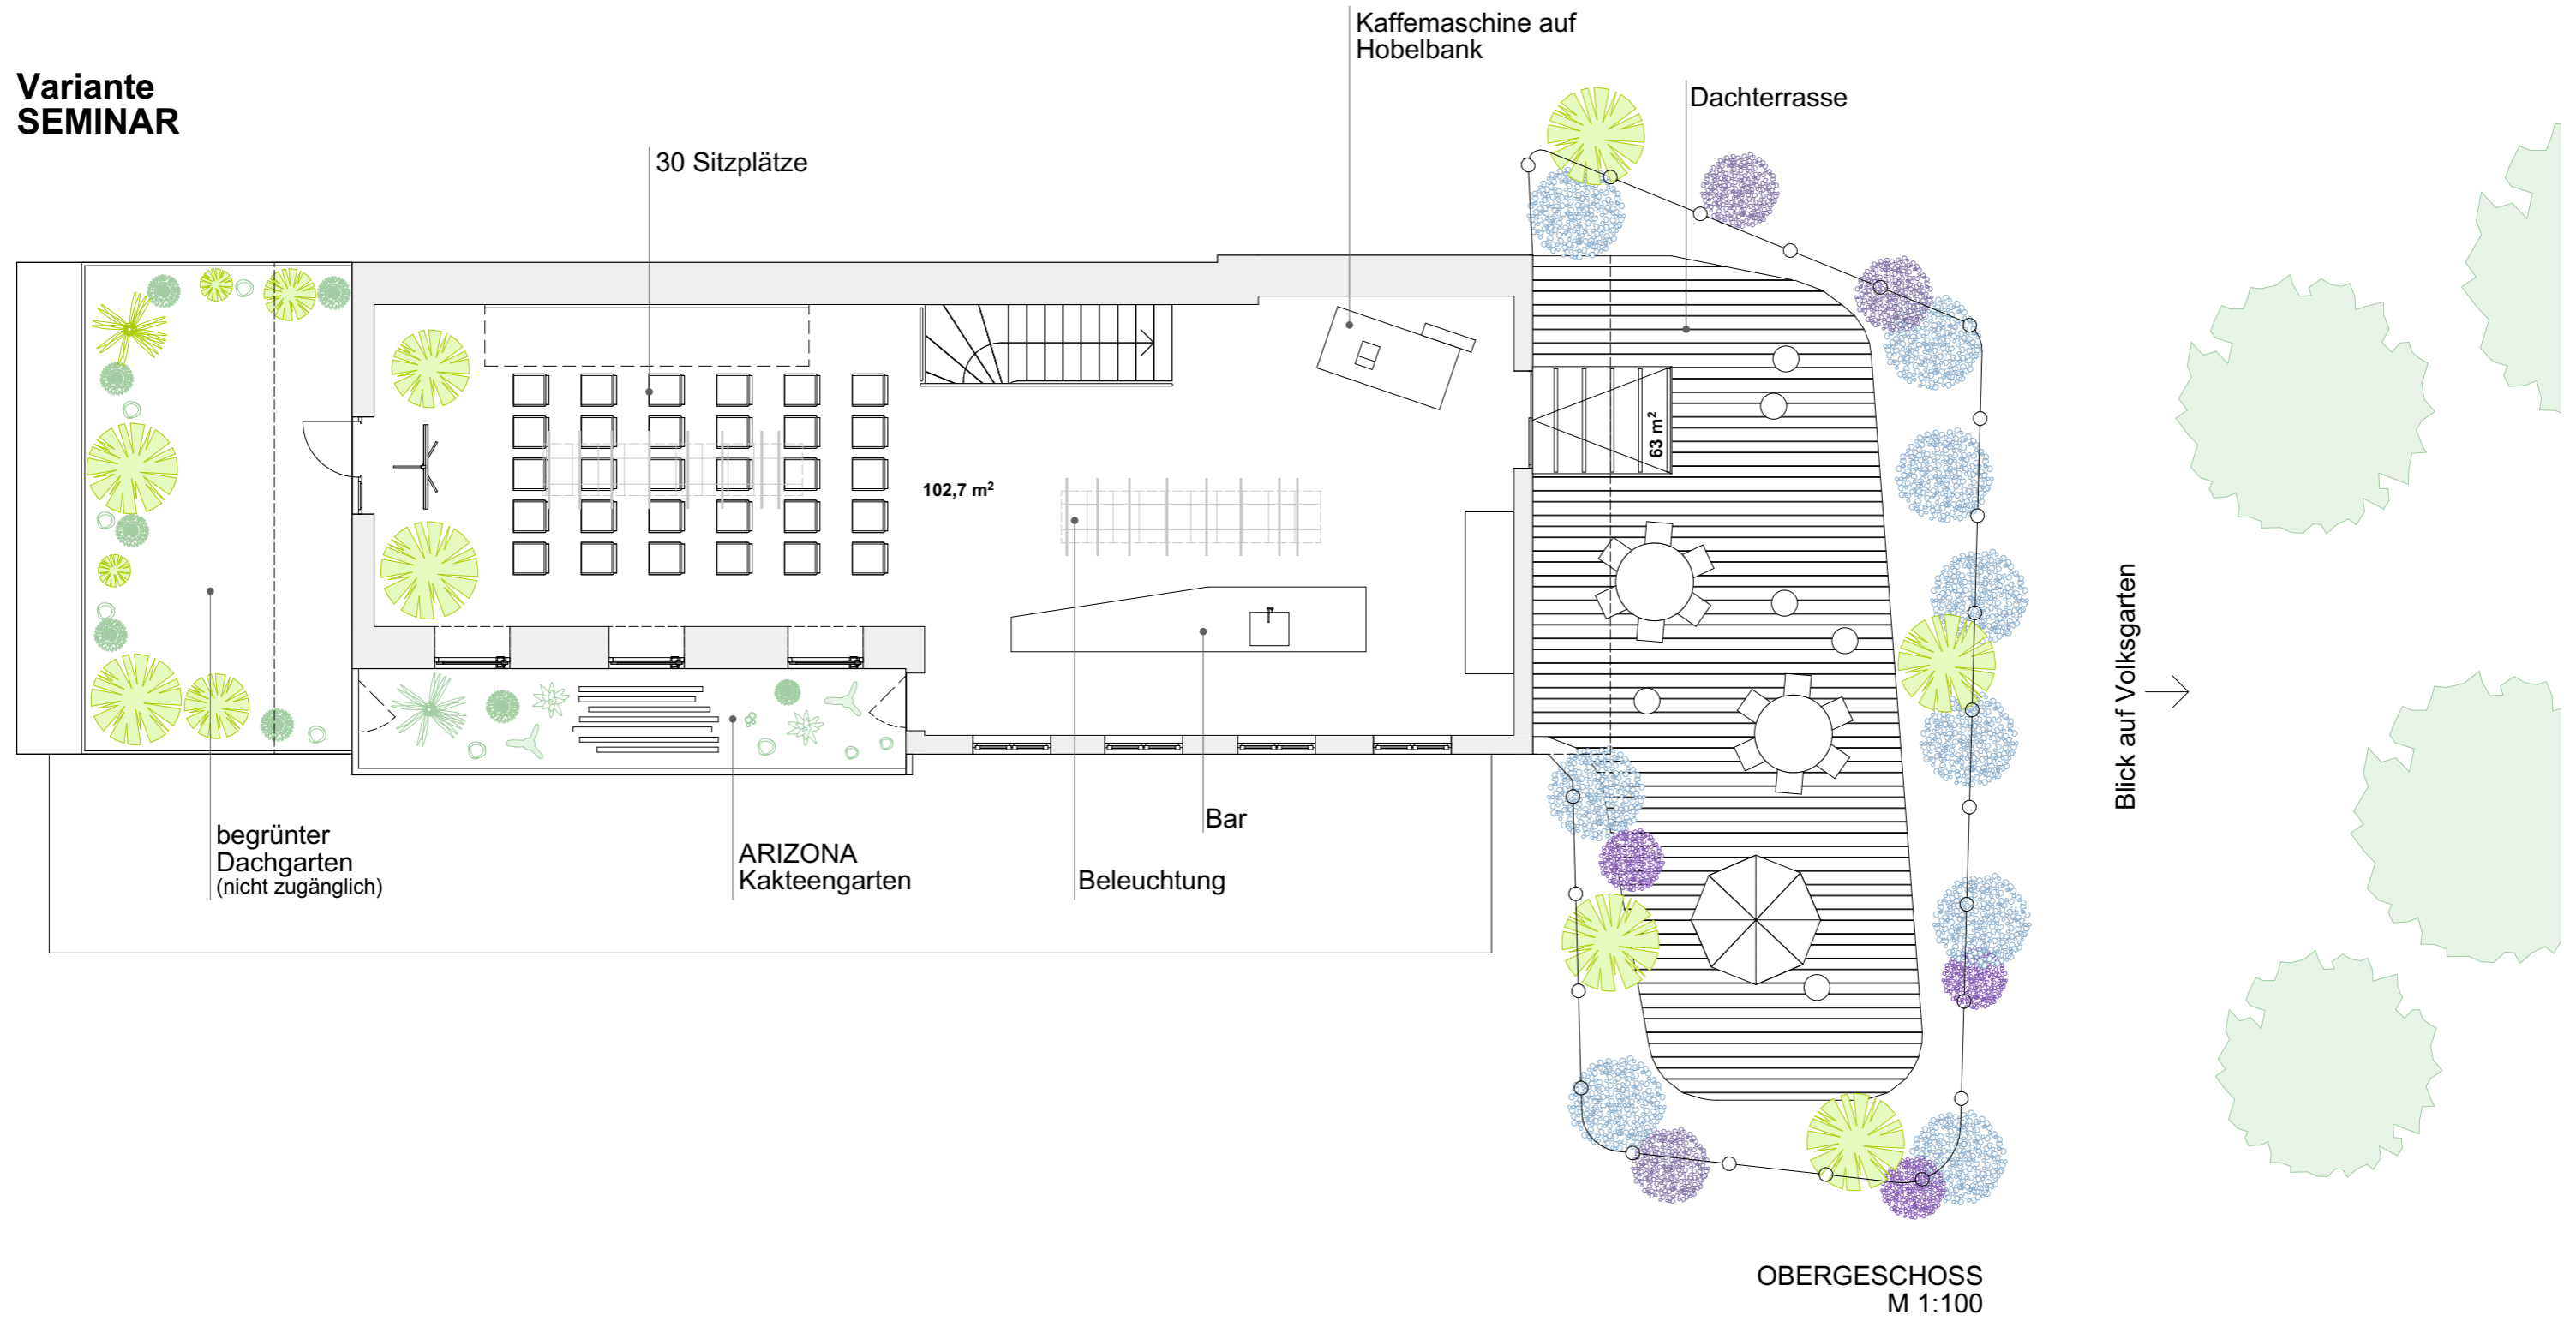 Variante
SEMINAR
Kaffemaschine auf
Hobelbank
Dachterrasse
30 Sitzplätze
63 m²
102,7 m²
Blick auf Volksgarten
begrünter
Dachgarten
(nicht zugänglich)
ARIZONA
Kakteengarten
Beleuchtung
Bar
OBERGESCHOSS
M 1:100